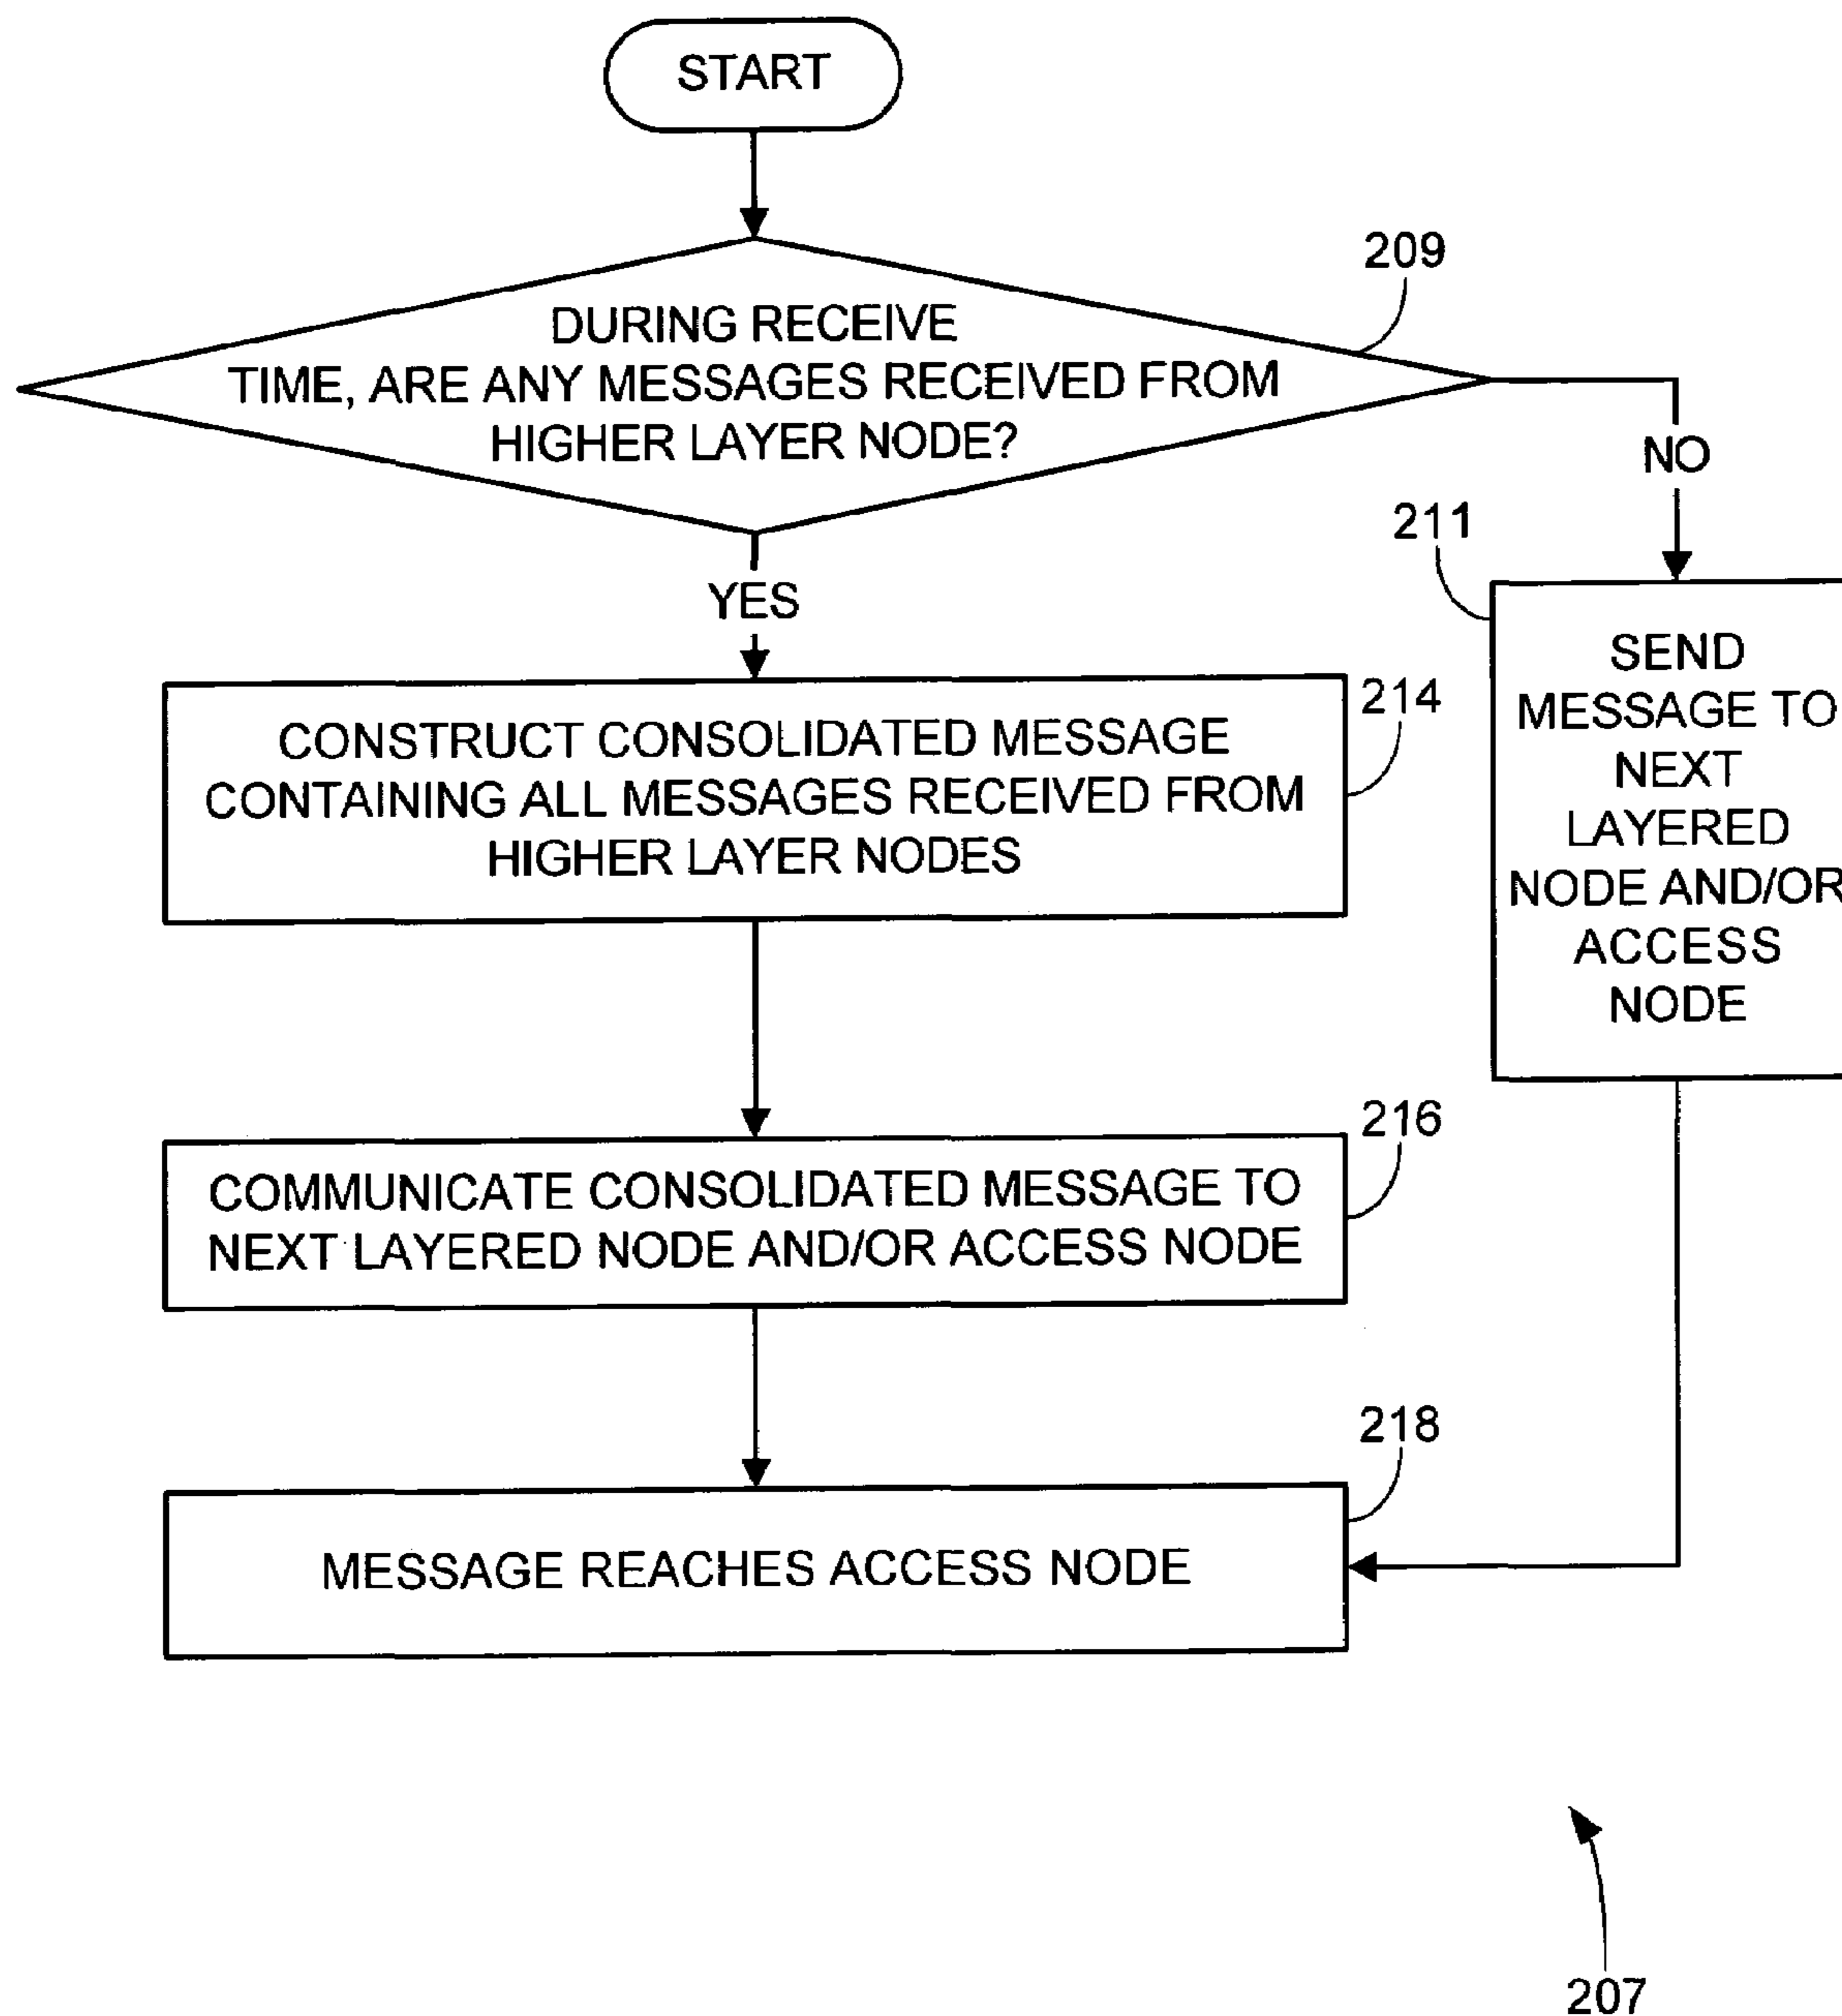 START
209
DURING RECEIVE
TIME, ARE ANY MESSAGES RECEIVED FROM
HIGHER LAYER NODE?
NO
YES
211
SEND
MESSAGE TO
NEXT
LAYERED
NODE AND/OR
ACCESS
NODE
214
CONSTRUCT CONSOLIDATED MESSAGE
CONTAINING ALL MESSAGES RECEIVED FROM
HIGHER LAYER NODES
216
COMMUNICATE CONSOLIDATED MESSAGE TO
NEXT LAYERED NODE AND/OR ACCESS NODE
218
MESSAGE REACHES ACCESS NODE
207